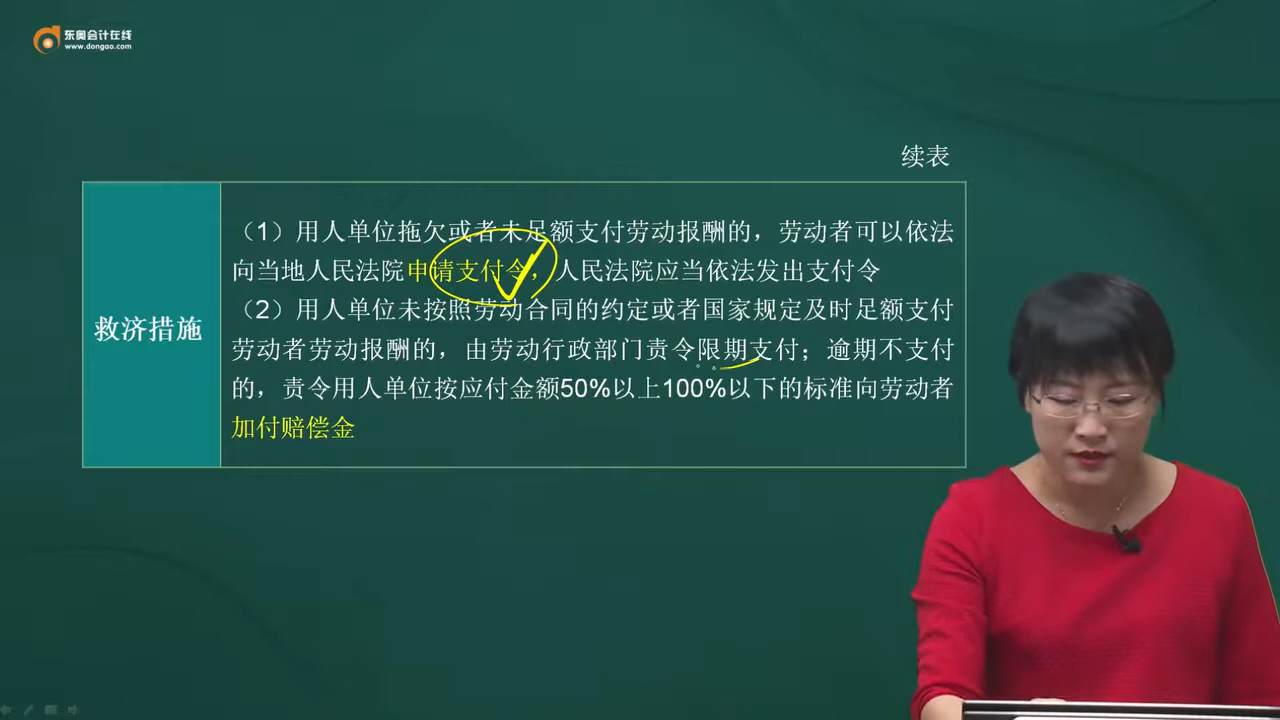 东奥会计在线
www.dongao.com
续表
救济措施
（1）用人单位拖欠或者未足额支付劳动报酬的，劳动者可以依法
向当地人民法院申请支付令，人民法院应当依法发出支付令
（2）用人单位未按照劳动合同的约定或者国家规定及时足额支付
劳动者劳动报酬的，由劳动行政部门责令限期支付；逾期不支付
的，责令用人单位按应付金额50%以上100%以下的标准向劳动者
加付赔偿金